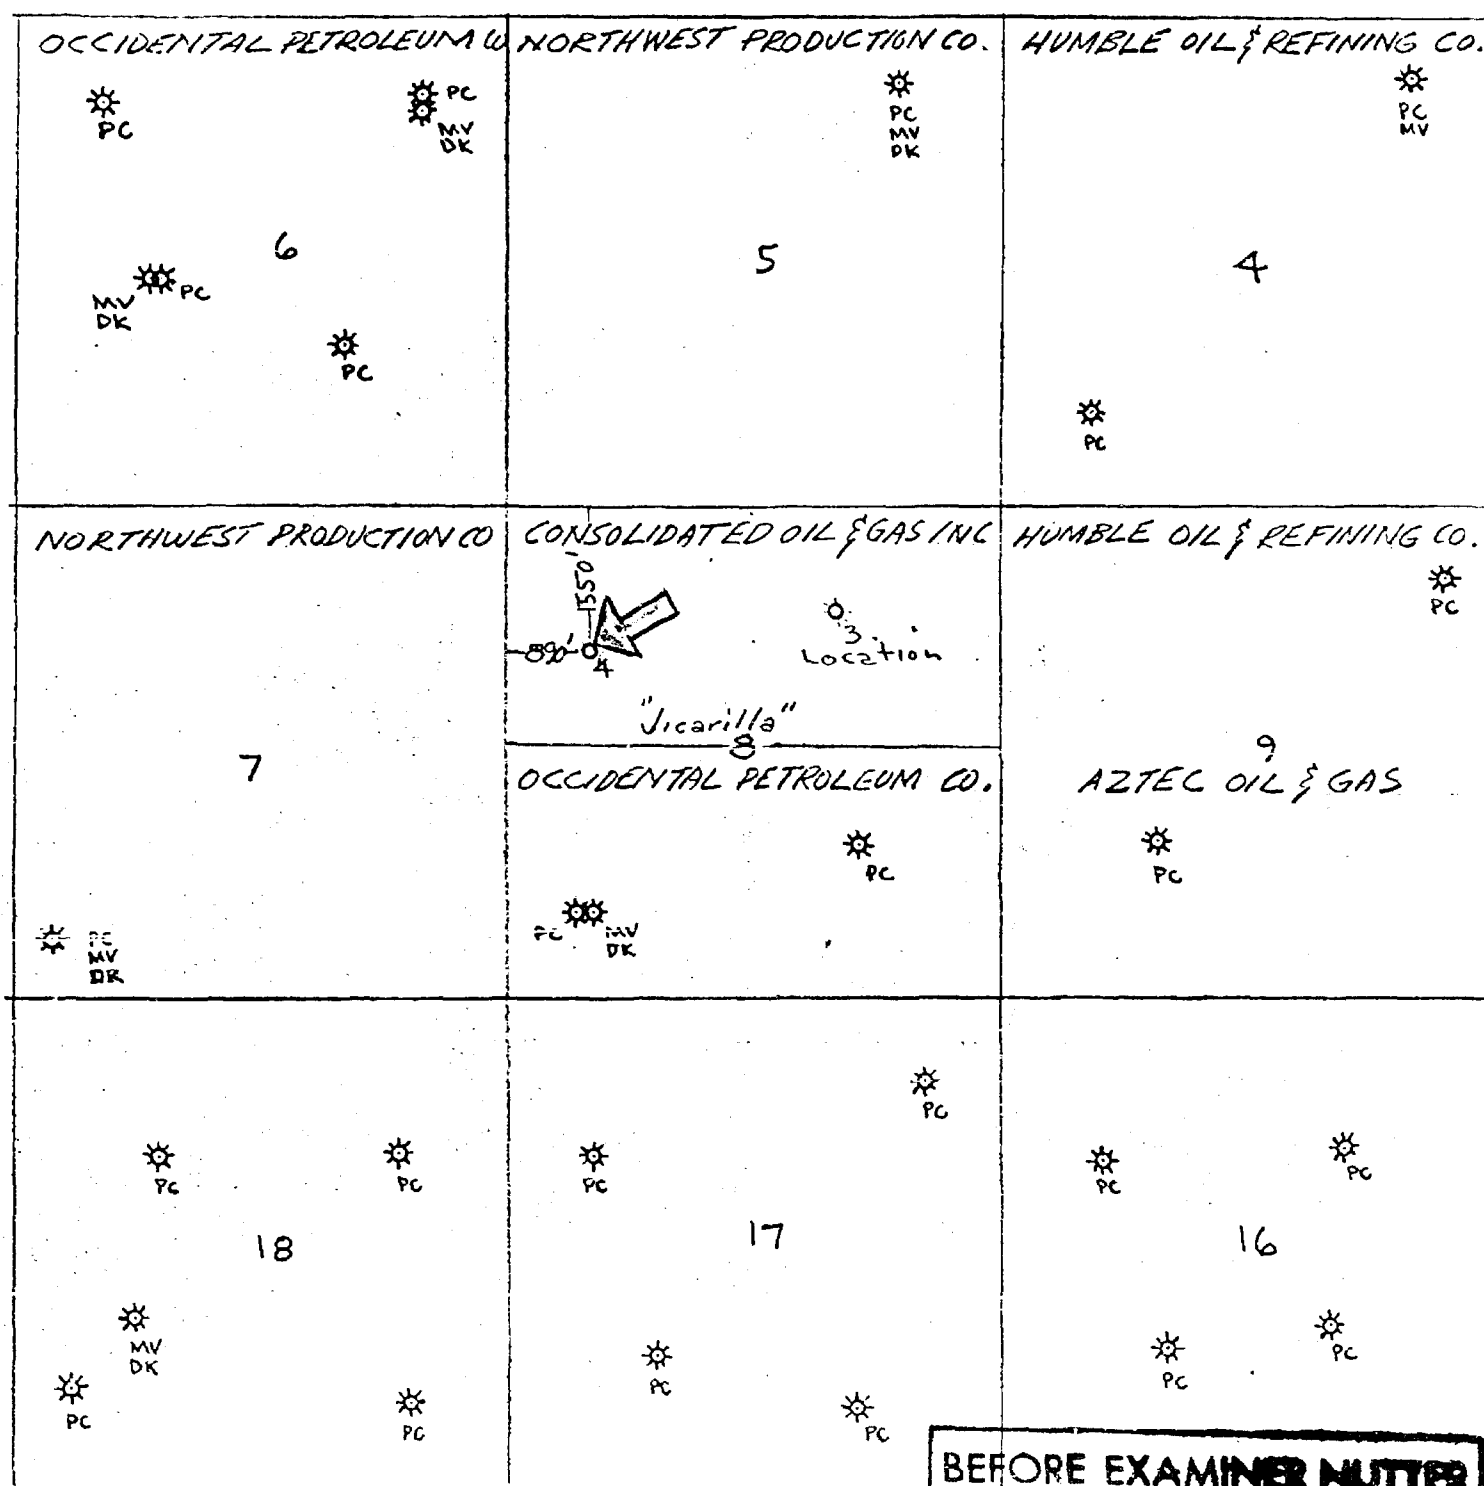 OCCIDENTAL PETROLEUM
NORTHWEST PRODUCTION CO.
HUMBLE OIL & REFINING CO.
PC
PC
MV
DK
PC
MV
DK
PC
MV
6
5
4
MV
DK
PC
PC
PC
NORTHWEST PRODUCTION CO
CONSOLIDATED OIL & GAS INC
HUMBLE OIL & REFINING CO.
1550'
890'
4
3
Location
PC
"Jicarilla"
7
8
9
OCCIDENTAL PETROLEUM CO.
AZTEC OIL & GAS
PC
PC
PC
MV
DK
PC
MV
DK
PC
PC
PC
PC
PC
PC
18
17
16
MV
DK
PC
PC
PC
PC
PC
PC
BEFORE EXAMINER NUTTER